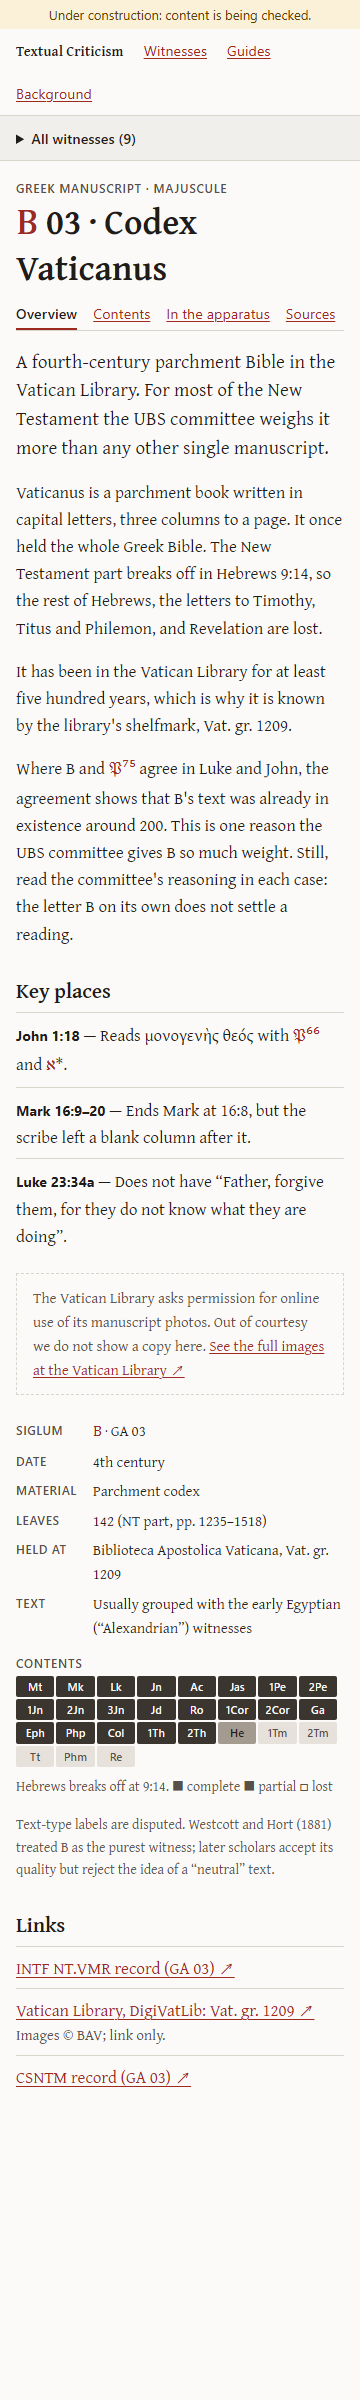 Under construction: content is being checked.
Textual Criticism Witnesses Guides
Background
▶ All witnesses (9)
GREEK MANUSCRIPT · MAJUSCULE
B 03 · Codex
Vaticanus
Overview Contents In the apparatus Sources
A fourth-century parchment Bible in the
Vatican Library. For most of the New
Testament the UBS committee weighs it
more than any other single manuscript.
Vaticanus is a parchment book written in
capital letters, three columns to a page. It once
held the whole Greek Bible. The New
Testament part breaks off in Hebrews 9:14, so
the rest of Hebrews, the letters to Timothy,
Titus and Philemon, and Revelation are lost.
It has been in the Vatican Library for at least
five hundred years, which is why it is known
by the library's shelfmark, Vat. gr. 1209.
Where B and 𝔓⁷⁵ agree in Luke and John, the
agreement shows that B's text was already in
existence around 200. This is one reason the
UBS committee gives B so much weight. Still,
read the committee's reasoning in each case:
the letter B on its own does not settle a
reading.
Key places
John 1:18 — Reads μονογενὴς θεός with 𝔓⁶⁶
and ℵ*.
Mark 16:9–20 — Ends Mark at 16:8, but the
scribe left a blank column after it.
Luke 23:34a — Does not have “Father, forgive
them, for they do not know what they are
doing”.
The Vatican Library asks permission for online
use of its manuscript photos. Out of courtesy
we do not show a copy here. See the full images
at the Vatican Library ↗
SIGLUM B · GA 03
DATE 4th century
MATERIAL Parchment codex
LEAVES 142 (NT part, pp. 1235–1518)
HELD AT Biblioteca Apostolica Vaticana, Vat. gr.
1209
TEXT Usually grouped with the early Egyptian
(“Alexandrian”) witnesses
CONTENTS
Mt Mk Lk Jn Ac Jas 1Pe 2Pe
1Jn 2Jn 3Jn Jd Ro 1Cor 2Cor Ga
Eph Php Col 1Th 2Th He 1Tm 2Tm
Tt Phm Re
Hebrews breaks off at 9:14. ■ complete ■ partial □ lost
Text-type labels are disputed. Westcott and Hort (1881)
treated B as the purest witness; later scholars accept its
quality but reject the idea of a “neutral” text.
Links
INTF NT.VMR record (GA 03) ↗
Vatican Library, DigiVatLib: Vat. gr. 1209 ↗
Images © BAV; link only.
CSNTM record (GA 03) ↗